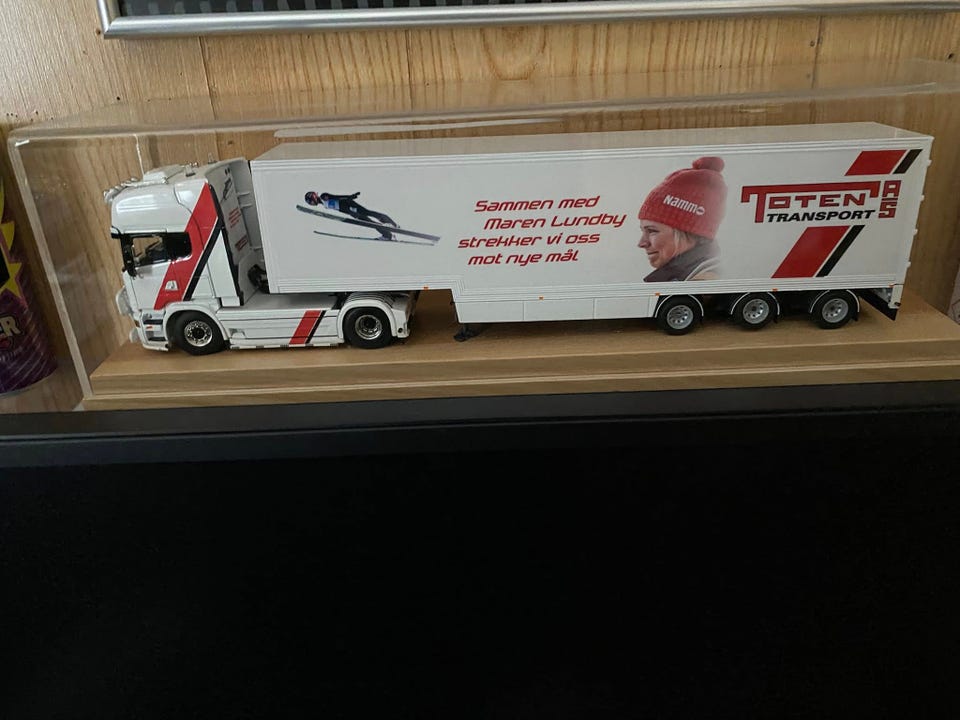 Sammen med
Maren Lundby
strekker vi oss
mot nye mål
Nammo
TOTEN AS
TRANSPORT